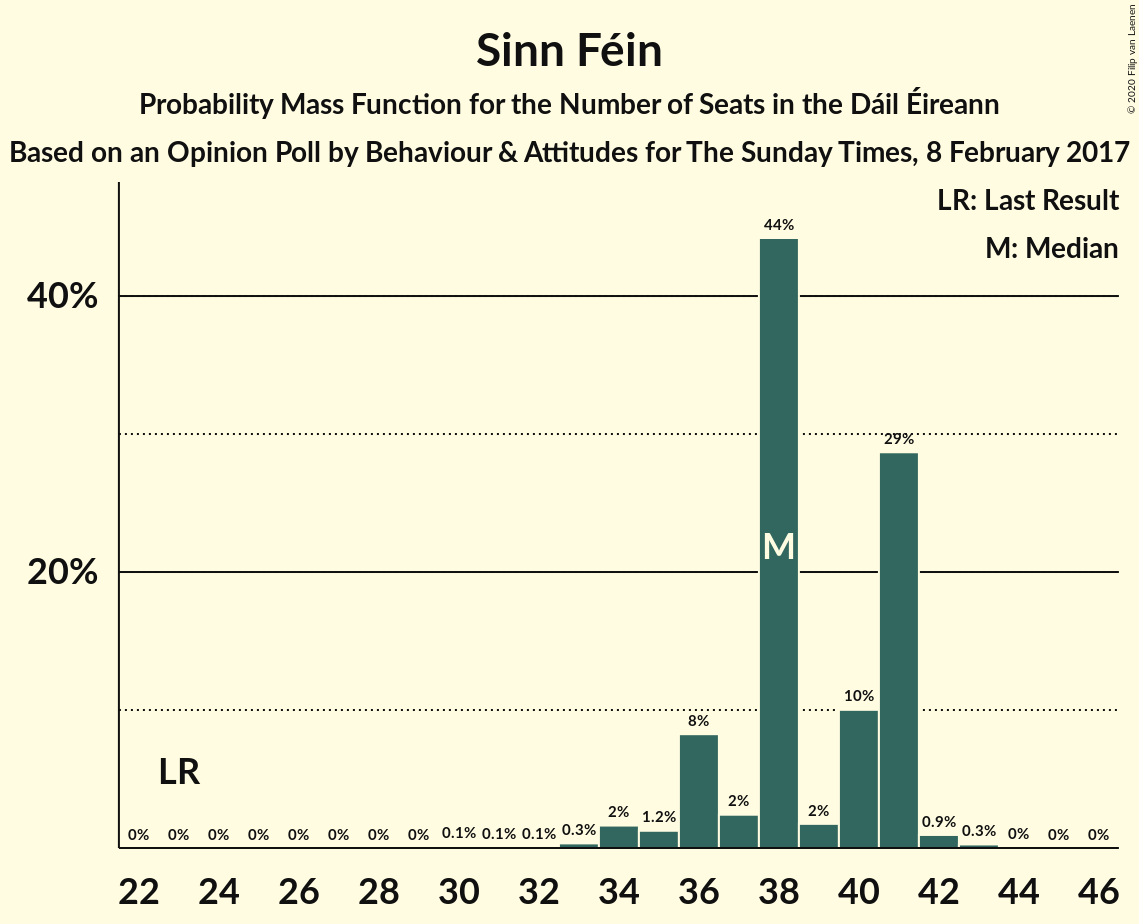 Sinn Féin
Probability Mass Function for the Number of Seats in the Dáil Éireann
Based on an Opinion Poll by Behaviour & Attitudes for The Sunday Times, 8 February 2017
© 2020 Filip van Laenen
LR: Last Result
M: Median
44%
40%
29%
M
20%
10%
8%
LR
0% 0% 0% 0% 0% 0% 0% 0% 0.1% 0.1% 0.1% 0.3% 2% 1.2% 2% 2% 0.9% 0.3% 0% 0% 0%
22 24 26 28 30 32 34 36 38 40 42 44 46